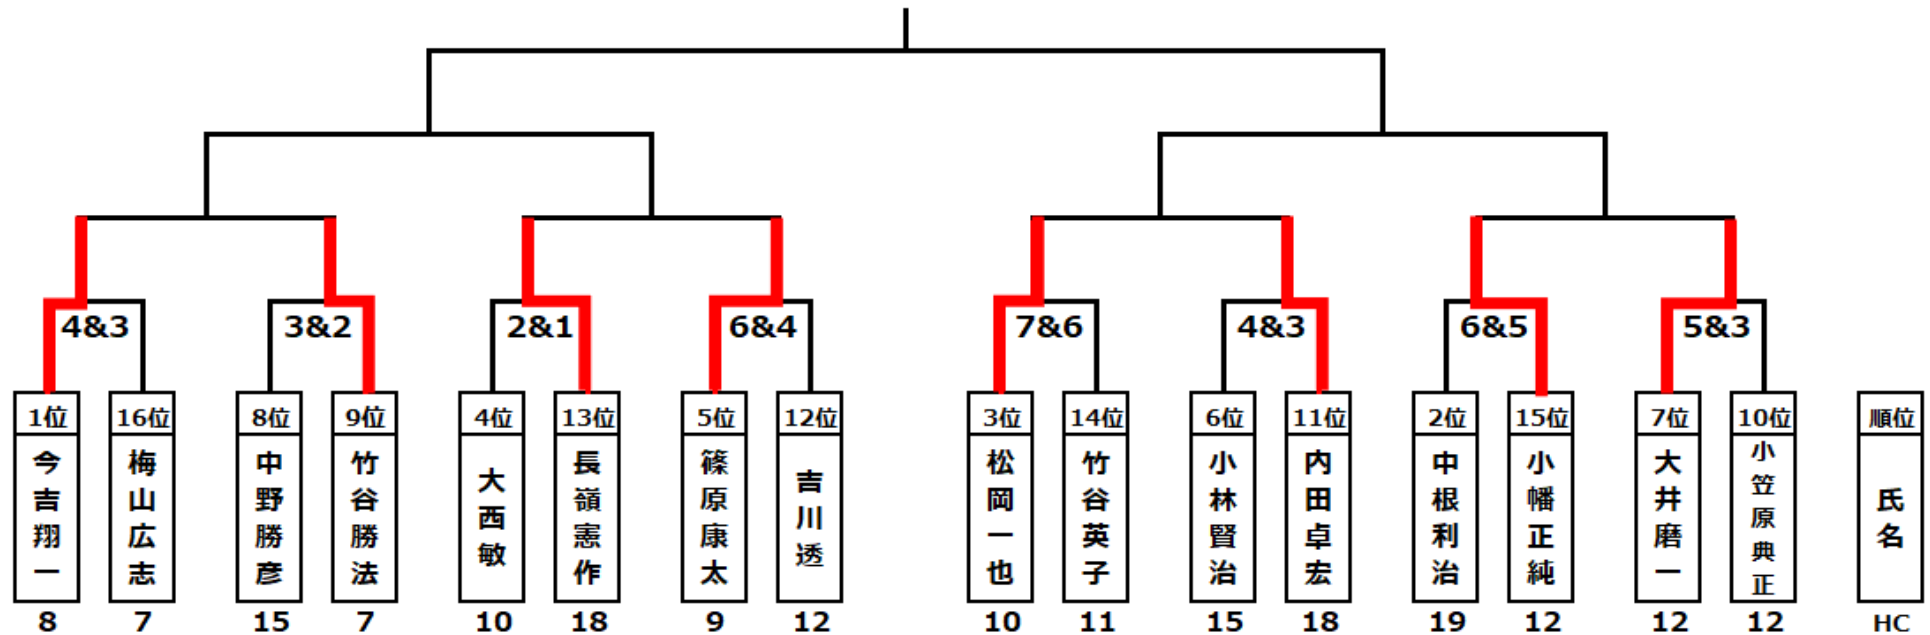 4&3 3&2 2&1 6&4 7&6 4&3 6&5 5&3
1位 16位 8位 9位 4位 13位 5位 12位 3位 14位 6位 11位 2位 15位 7位 10位 順位
今吉翔一 梅山広志 中野勝彦 竹谷勝法 大西敏 長嶺憲作 篠原康太 吉川透 松岡一也 竹谷英子 小林賢治 内田卓宏 中根利治 小幡正純 大井磨一 小笠原典正 氏名
8 7 15 7 10 18 9 12 10 11 15 18 19 12 12 12 HC